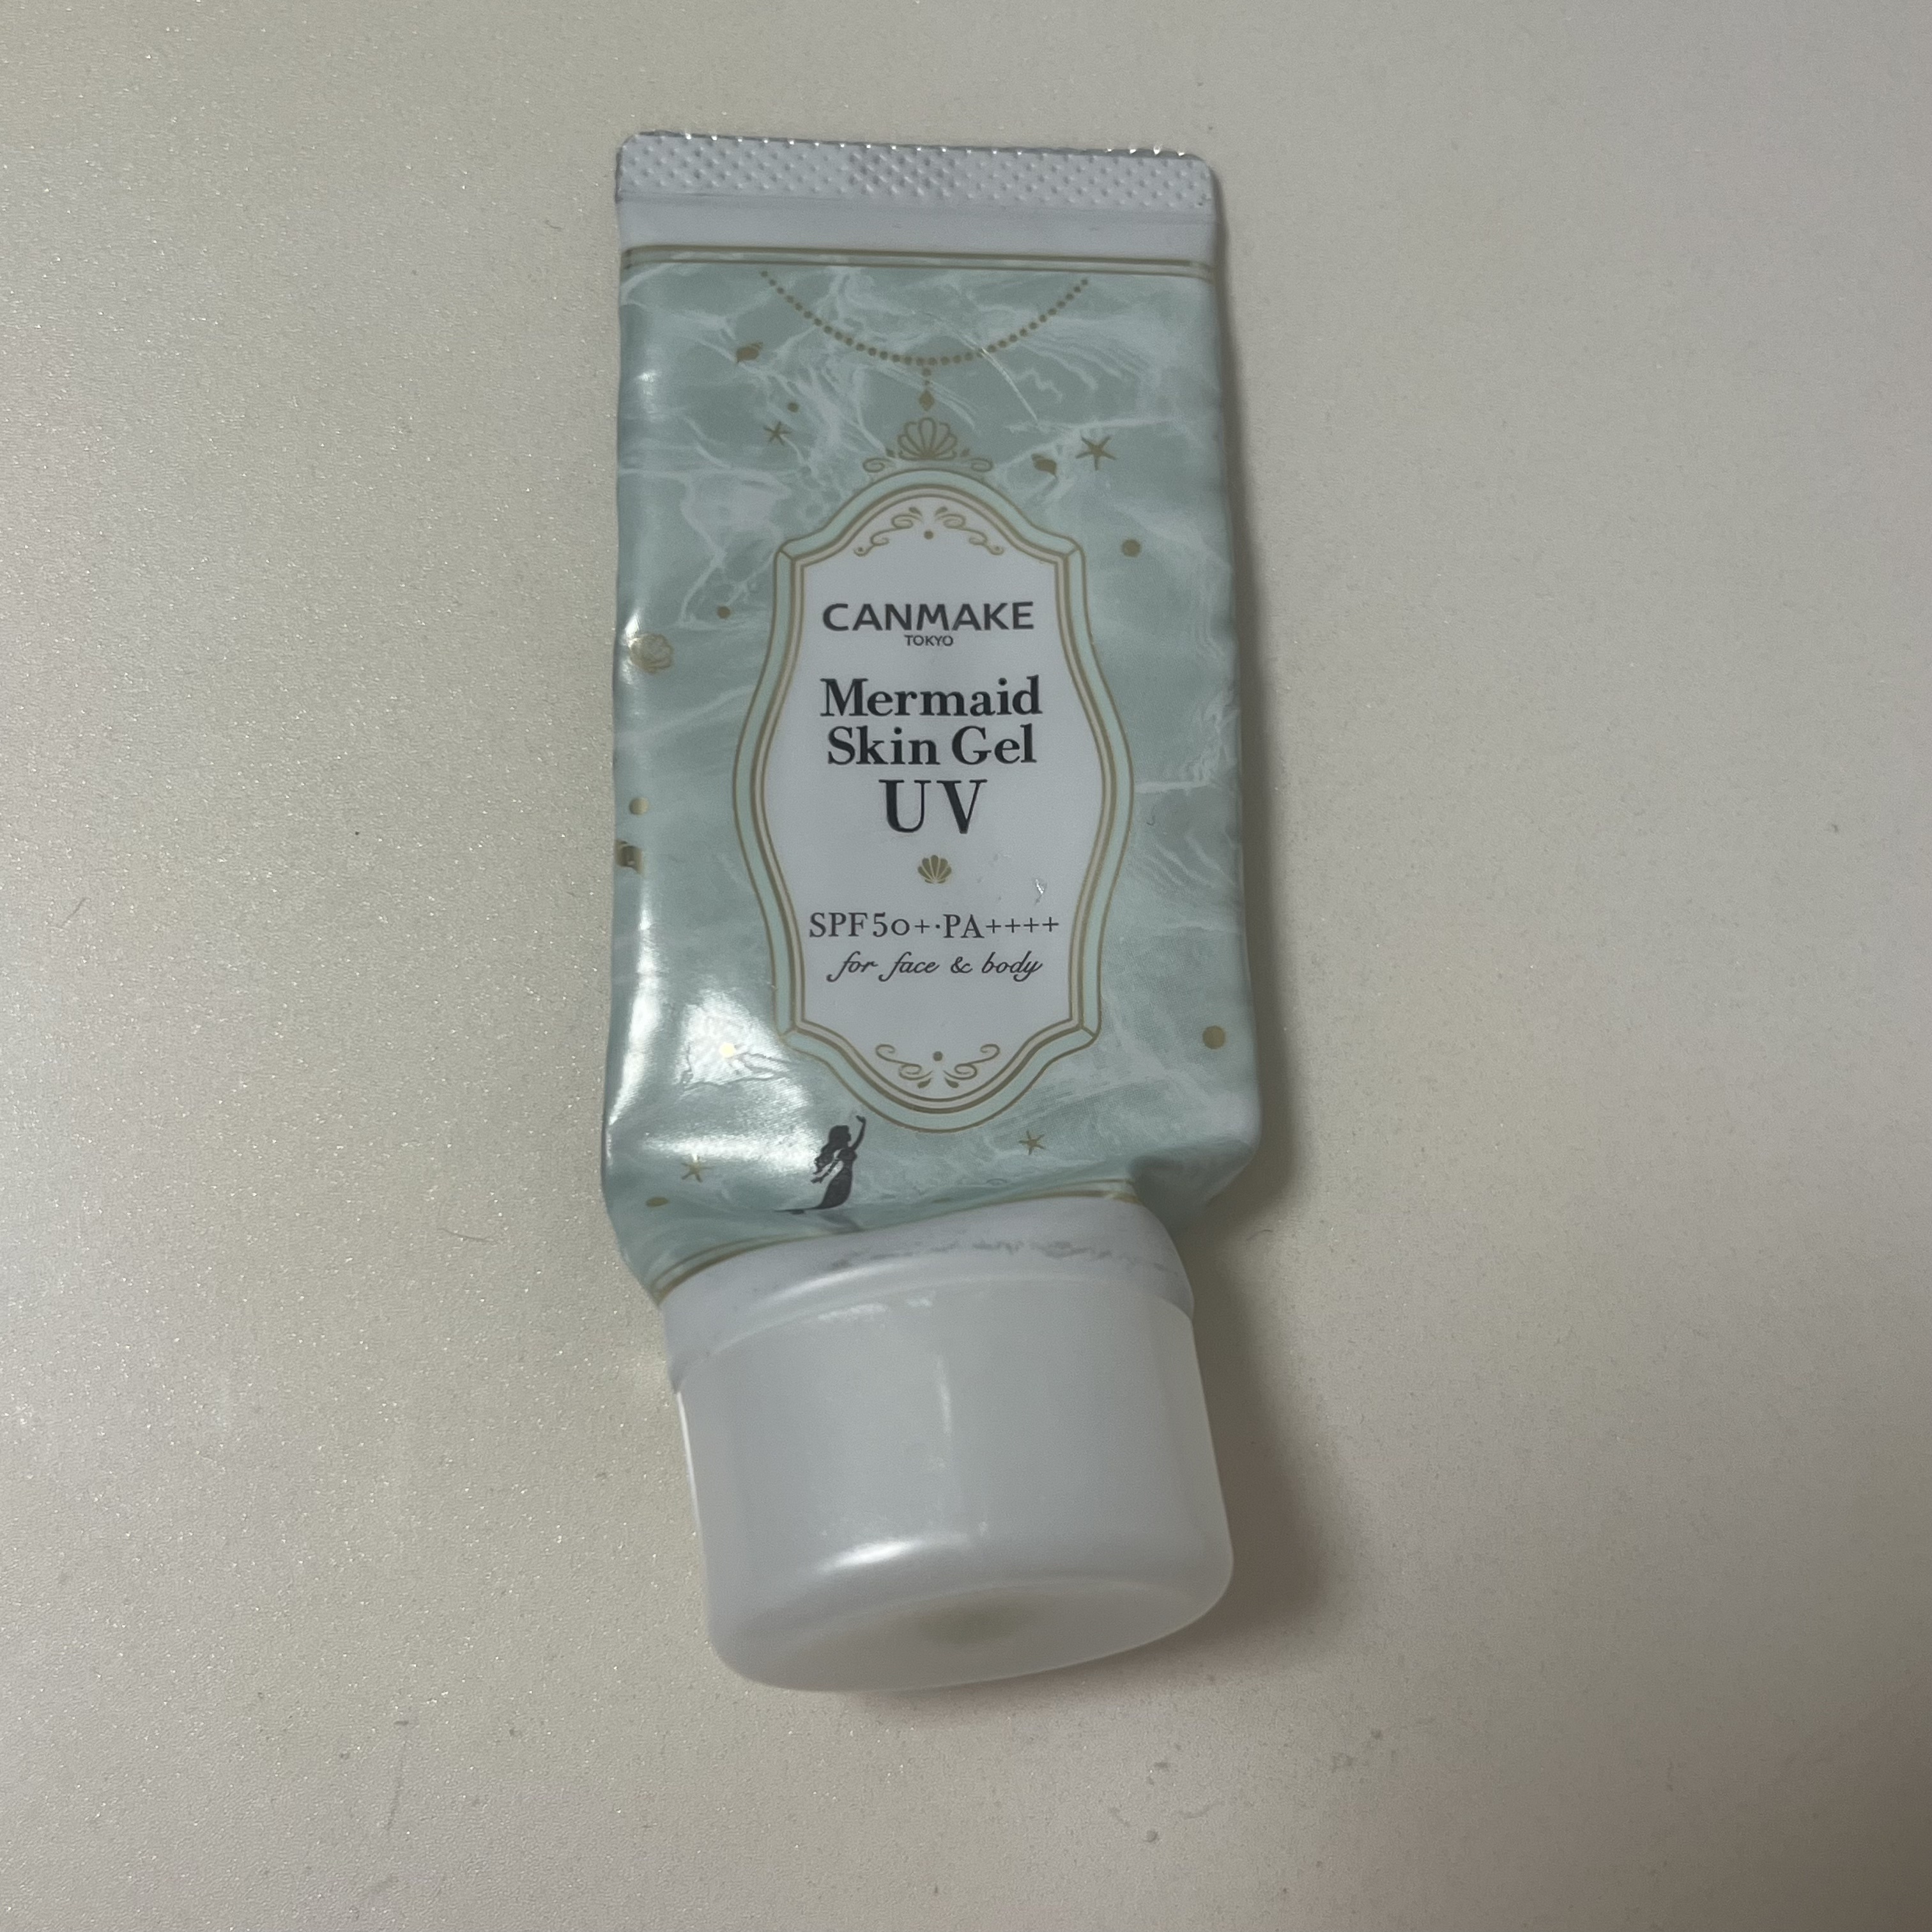 CANMAKE
TOKYO
Mermaid
Skin Gel
UV
SPF50+·PA++++
for face & body